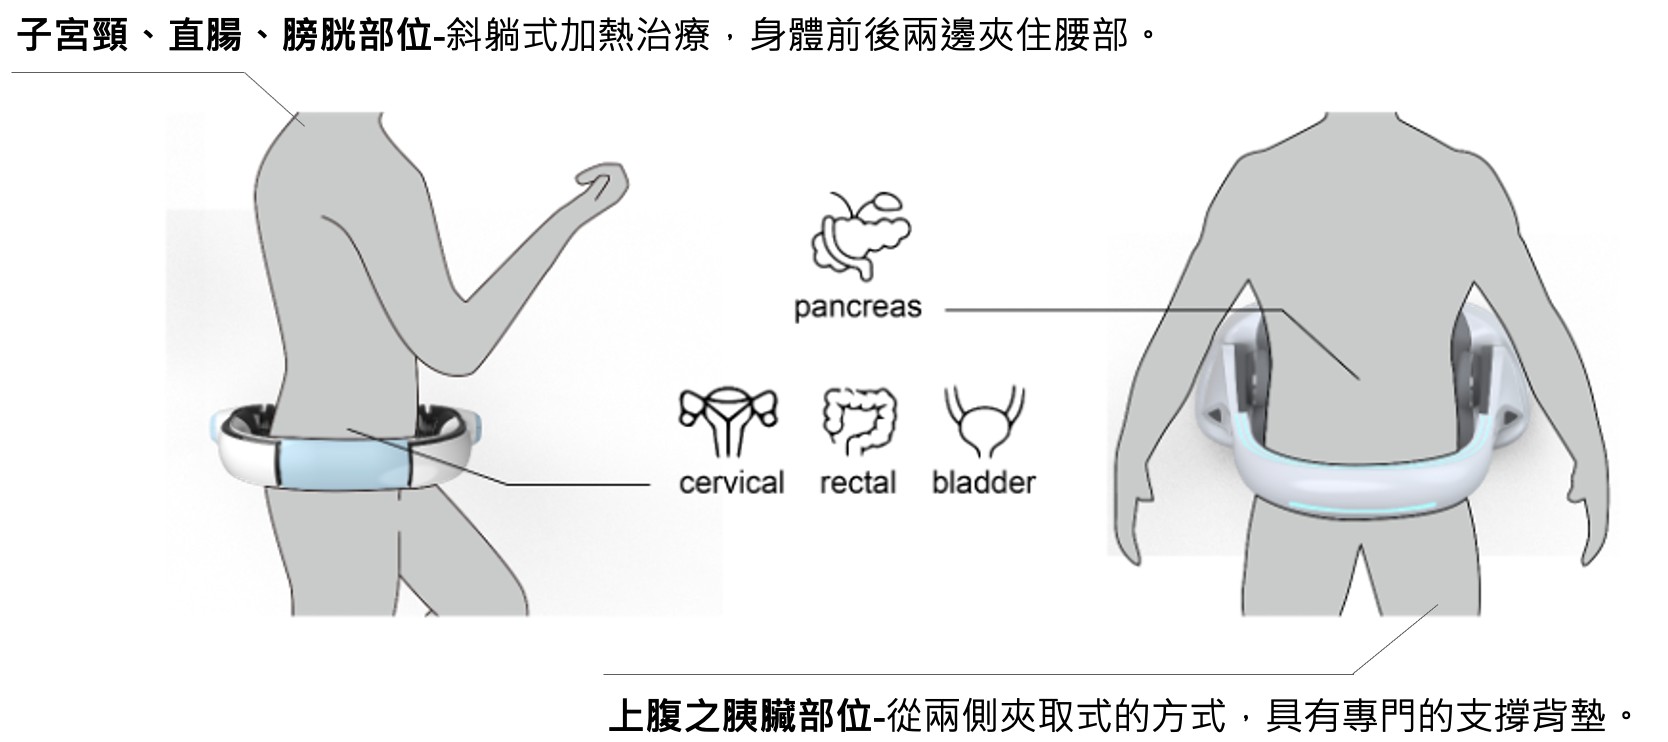 子宮頸、直腸、膀胱部位-斜躺式加熱治療，身體前後兩邊夾住腰部。
pancreas
cervical rectal bladder
上腹之胰臟部位-從兩側夾取式的方式，具有專門的支撐背墊。